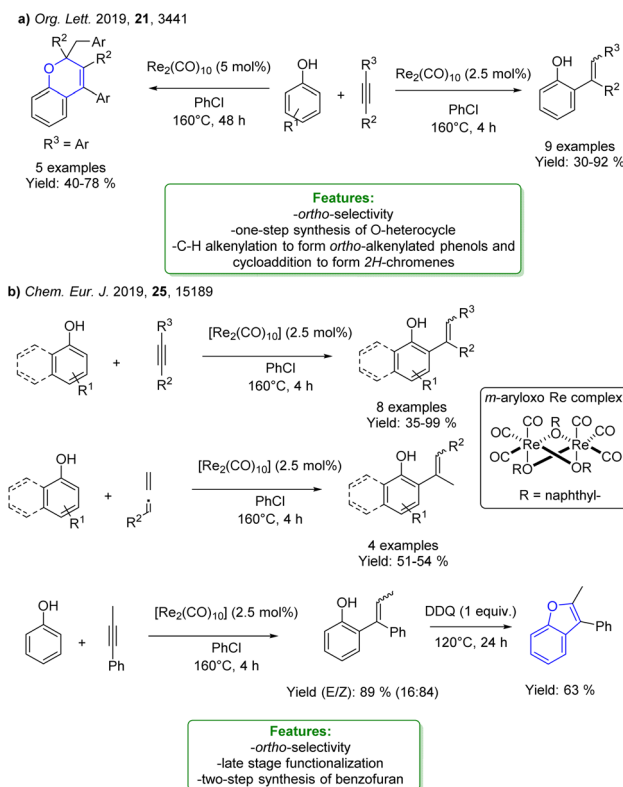 a) Org. Lett. 2019, 21, 3441
R² Ar
R²
O
Ar
R³ = Ar
5 examples
Yield: 40-78 %
Re₂(CO)₁₀ (5 mol%)
PhCl
160°C, 48 h
OH
R¹
+
R³
R²
Re₂(CO)₁₀ (2.5 mol%)
PhCl
160°C, 4 h
OH
R³
R²
9 examples
Yield: 30-92 %
Features:
-ortho-selectivity
-one-step synthesis of O-heterocycle
-C-H alkenylation to form ortho-alkenylated phenols and
cycloaddition to form 2H-chromenes
b) Chem. Eur. J. 2019, 25, 15189
OH
R¹
+
R³
R²
[Re₂(CO)₁₀] (2.5 mol%)
PhCl
160°C, 4 h
OH
R³
R²
R¹
8 examples
Yield: 35-99 %
m-aryloxo Re complex
CO R CO
OC O CO
Re Re
OC CO
RO O OR
R = naphthyl-
OH
R¹
+
R²
[Re₂(CO)₁₀] (2.5 mol%)
PhCl
160°C, 4 h
OH
R²
R¹
4 examples
Yield: 51-54 %
OH
+
Ph
[Re₂(CO)₁₀] (2.5 mol%)
PhCl
160°C, 4 h
OH
Ph
Yield (E/Z): 89 % (16:84)
DDQ (1 equiv.)
120°C, 24 h
O
Ph
Yield: 63 %
Features:
-ortho-selectivity
-late stage functionalization
-two-step synthesis of benzofuran